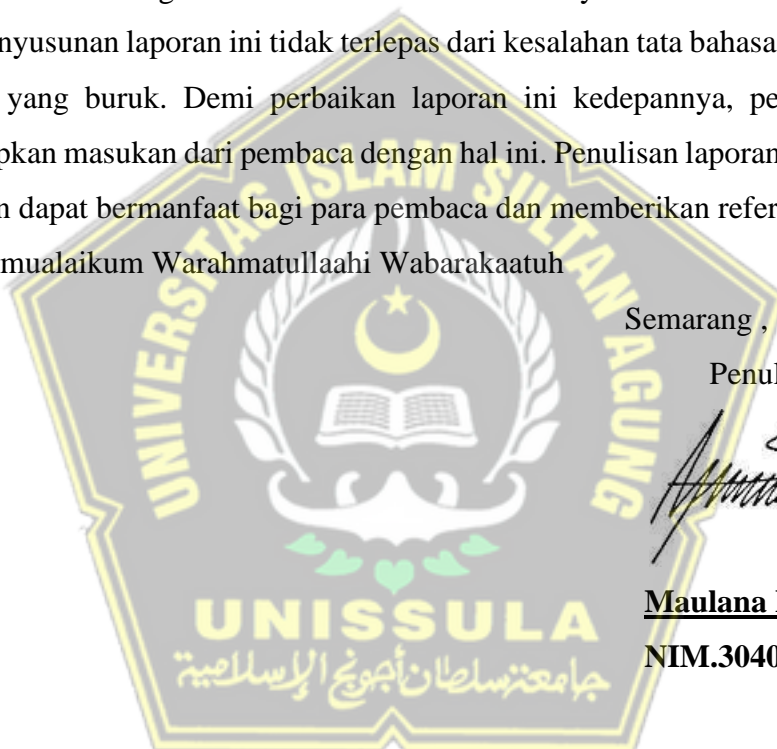 nyusunan laporan ini tidak terlepas dari kesalahan tata bahasa
yang buruk. Demi perbaikan laporan ini kedepannya, pe
pkan masukan dari pembaca dengan hal ini. Penulisan laporan
n dapat bermanfaat bagi para pembaca dan memberikan refer
mualaikum Warahmatullaahi Wabarakaatuh
Semarang ,
Penul
Maulana
NIM.3040
UNIVERSITAS ISLAM SULTAN AGUNG
UNISSULA
جامعتنسلطان أجونج الإسلامية